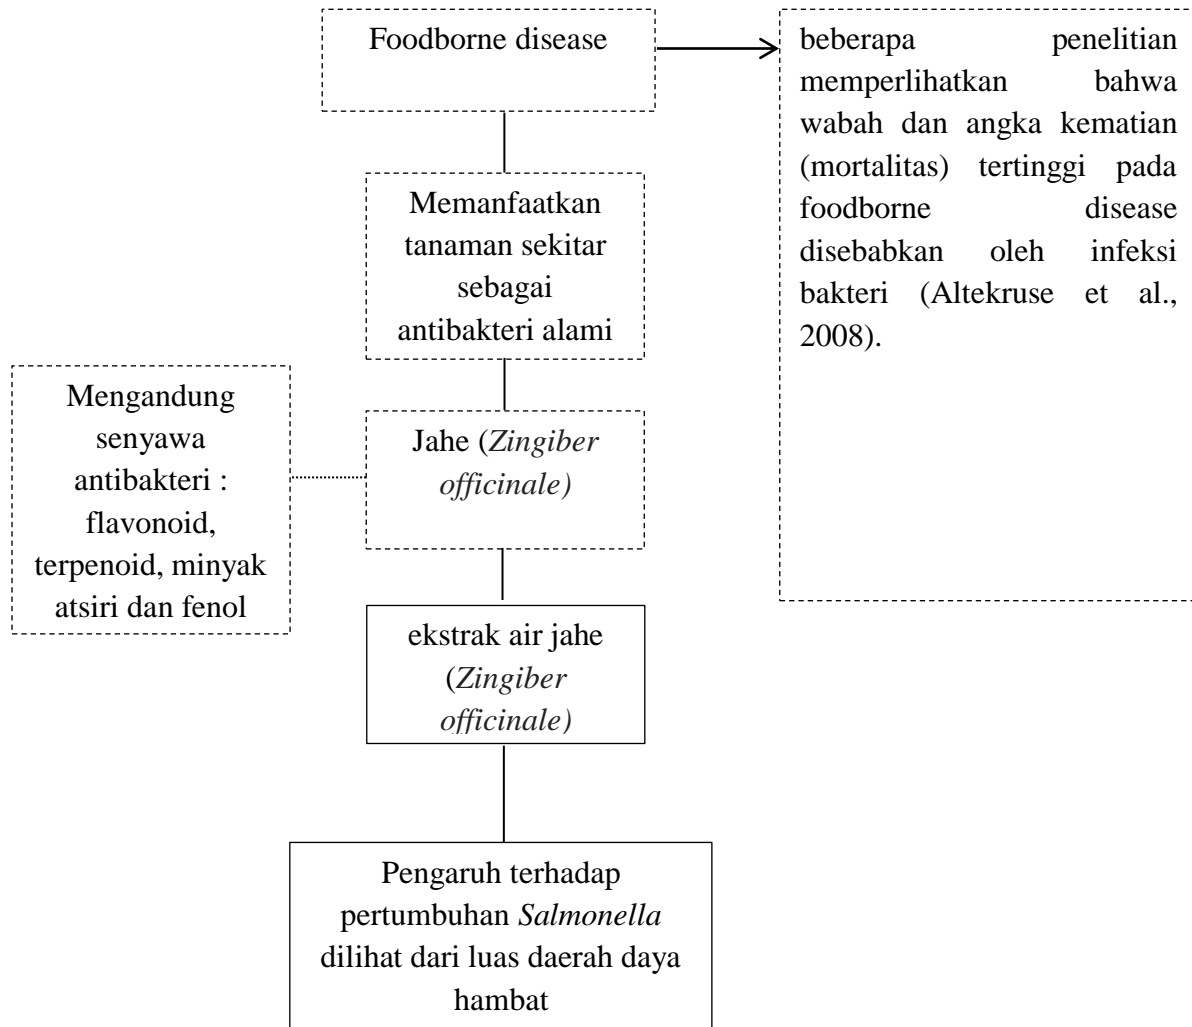 Foodborne disease
beberapa penelitian
memperlihatkan bahwa
wabah dan angka kematian
(mortalitas) tertinggi pada
foodborne disease
disebabkan oleh infeksi
bakteri (Altekruse et al.,
2008).
Memanfaatkan
tanaman sekitar
sebagai
antibakteri alami
Mengandung
senyawa
antibakteri :
flavonoid,
terpenoid, minyak
atsiri dan fenol
Jahe (Zingiber
officinale)
ekstrak air jahe
(Zingiber
officinale)
Pengaruh terhadap
pertumbuhan Salmonella
dilihat dari luas daerah daya
hambat